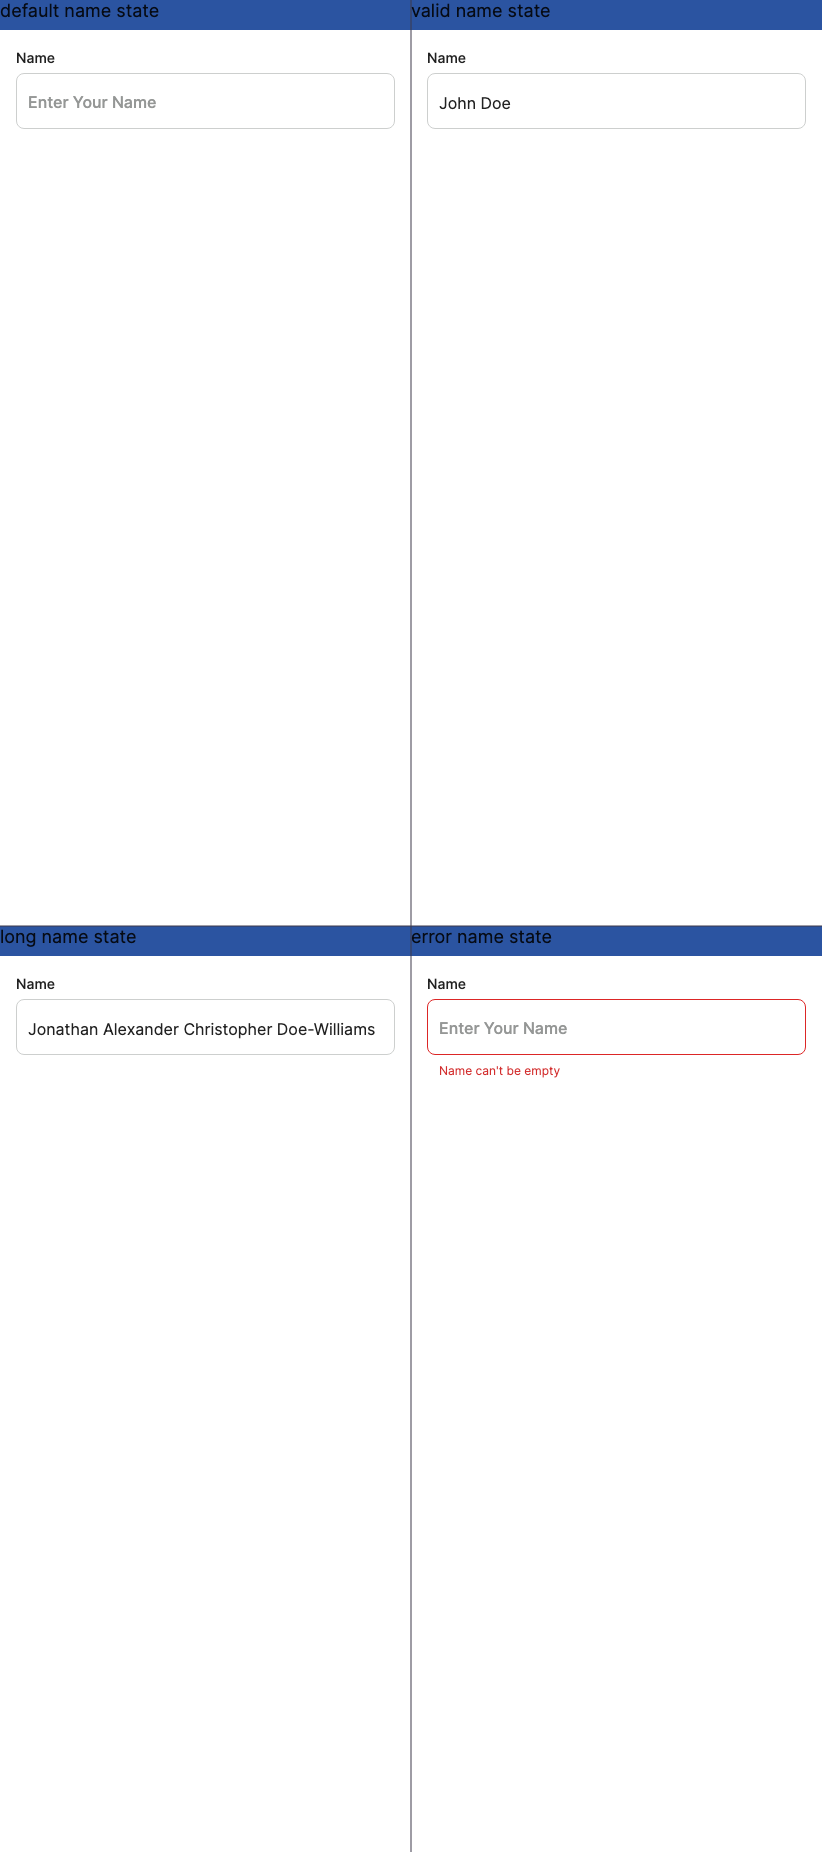 default name state
valid name state
Name
Enter Your Name
Name
John Doe
long name state
error name state
Name
Jonathan Alexander Christopher Doe-Williams
Name
Enter Your Name
Name can't be empty